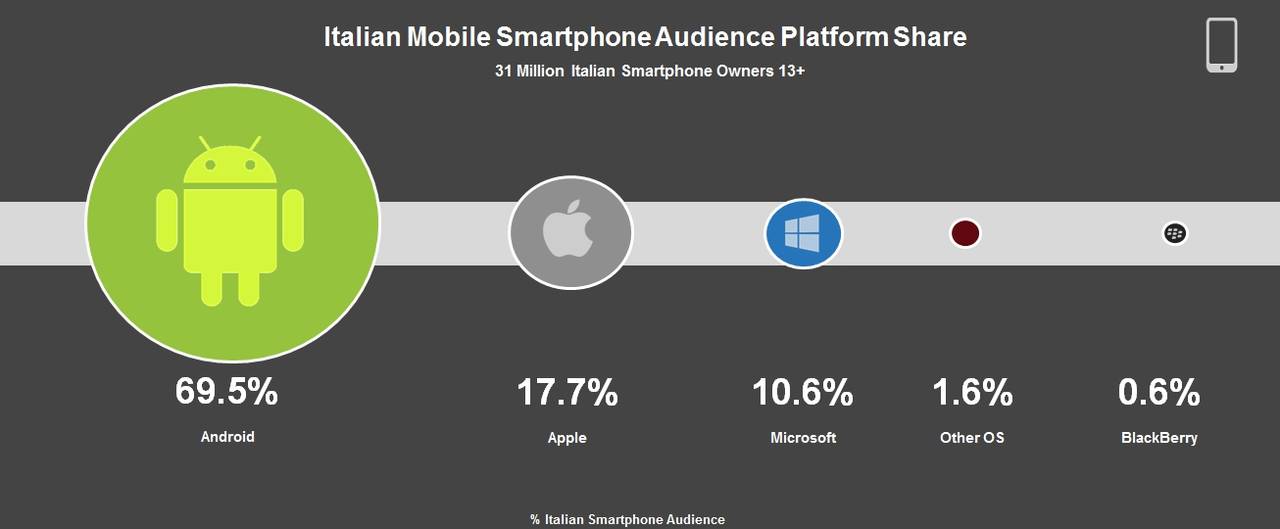 Italian Mobile Smartphone Audience Platform Share
31 Million Italian Smartphone Owners 13+
69.5% 17.7% 10.6% 1.6% 0.6%
Android Apple Microsoft Other OS BlackBerry
% Italian Smartphone Audience